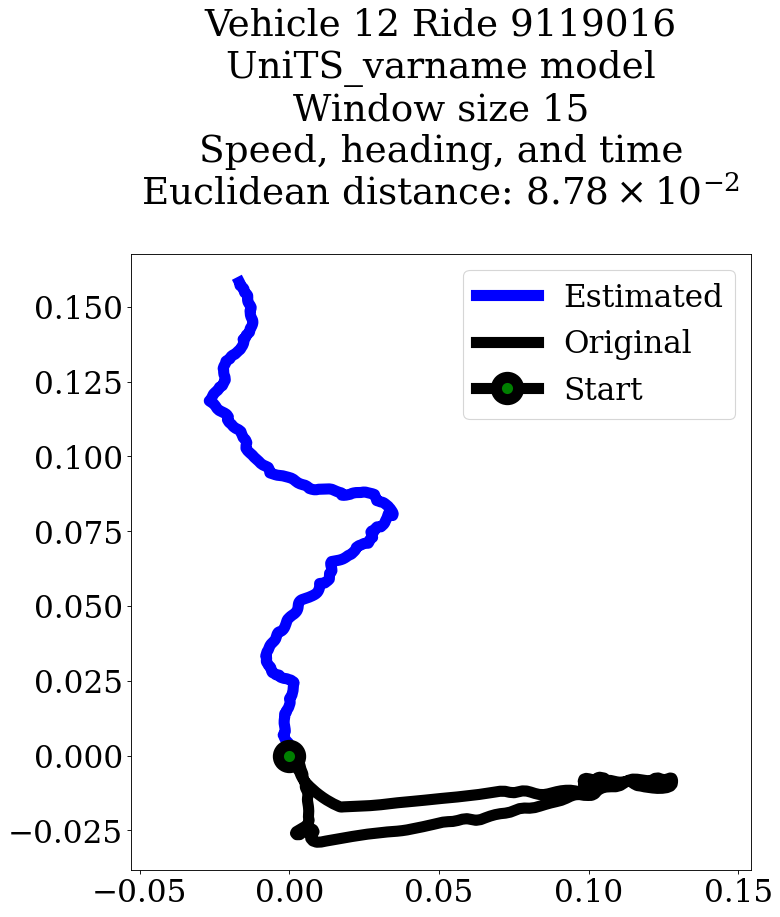 Vehicle 12 Ride 9119016
UniTS_varname model
Window size 15
Speed, heading, and time
Euclidean distance: 8.78 × 10⁻²
Estimated
Original
Start
0.150
0.125
0.100
0.075
0.050
0.025
0.000
−0.025
−0.05 0.00 0.05 0.10 0.15